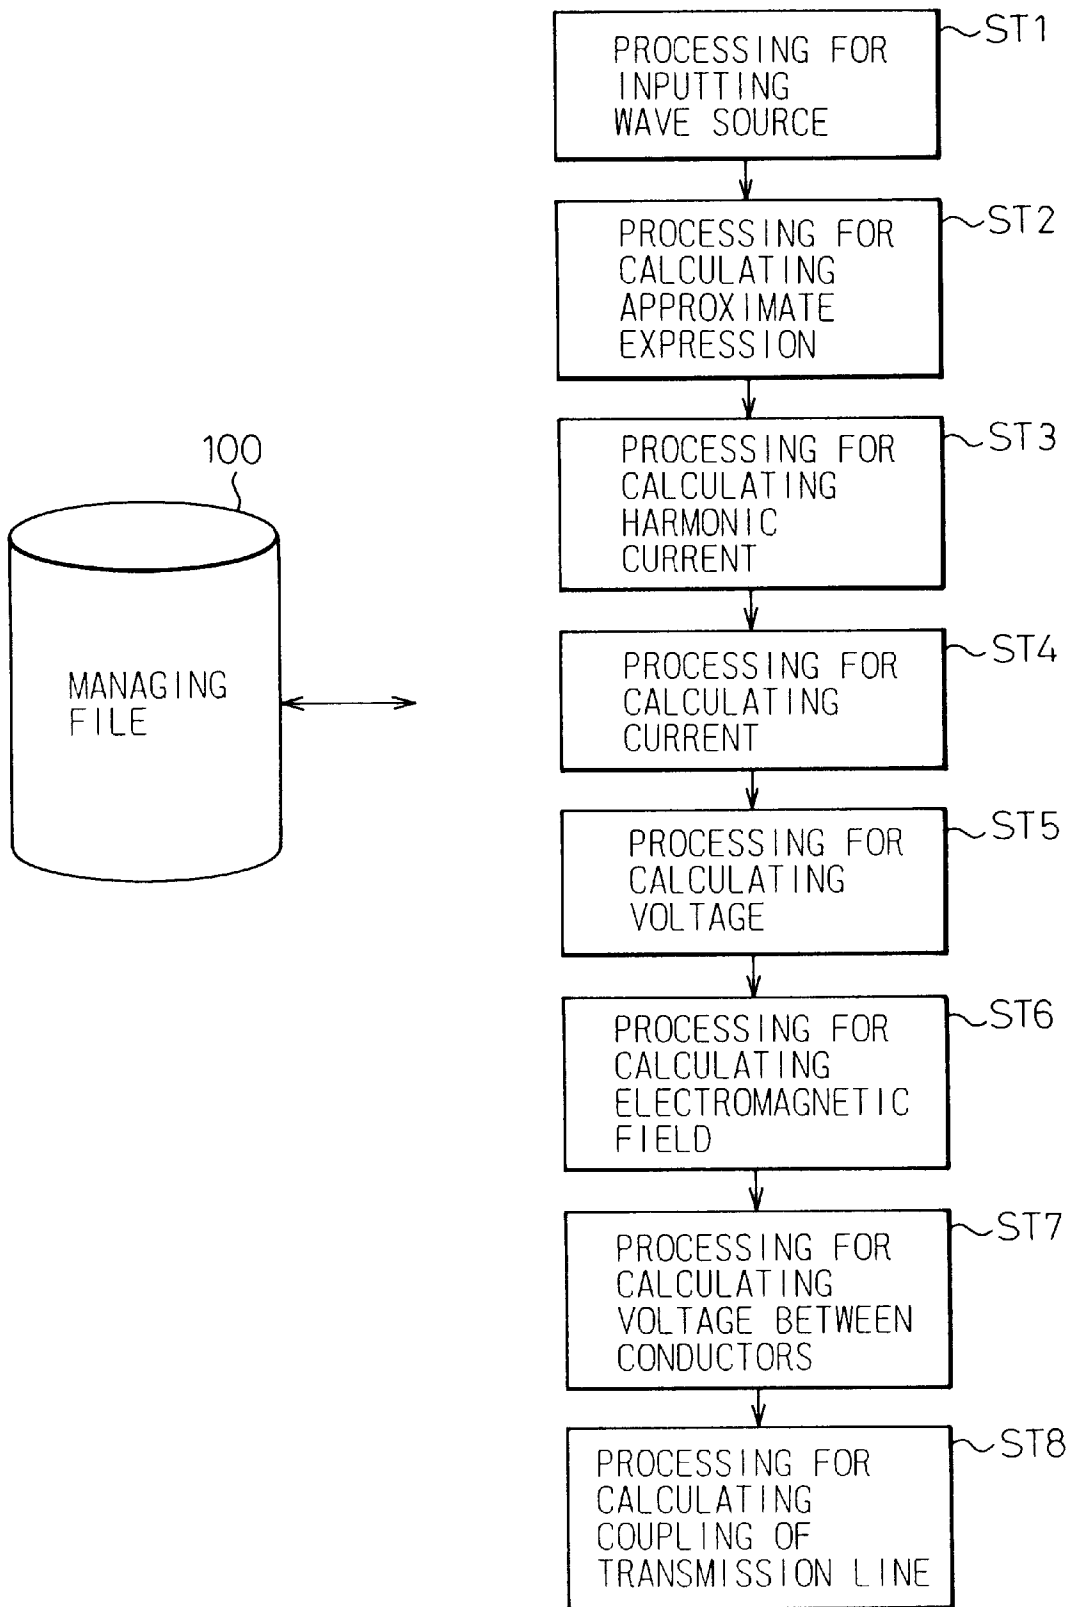 PROCESSING FOR
INPUTTING
WAVE SOURCE
ST1
PROCESSING FOR
CALCULATING
APPROXIMATE
EXPRESSION
ST2
100
MANAGING
FILE
PROCESSING FOR
CALCULATING
HARMONIC
CURRENT
ST3
PROCESSING FOR
CALCULATING
CURRENT
ST4
PROCESSING FOR
CALCULATING
VOLTAGE
ST5
PROCESSING FOR
CALCULATING
ELECTROMAGNETIC
FIELD
ST6
PROCESSING FOR
CALCULATING
VOLTAGE BETWEEN
CONDUCTORS
ST7
PROCESSING FOR
CALCULATING
COUPLING OF
TRANSMISSION LINE
ST8